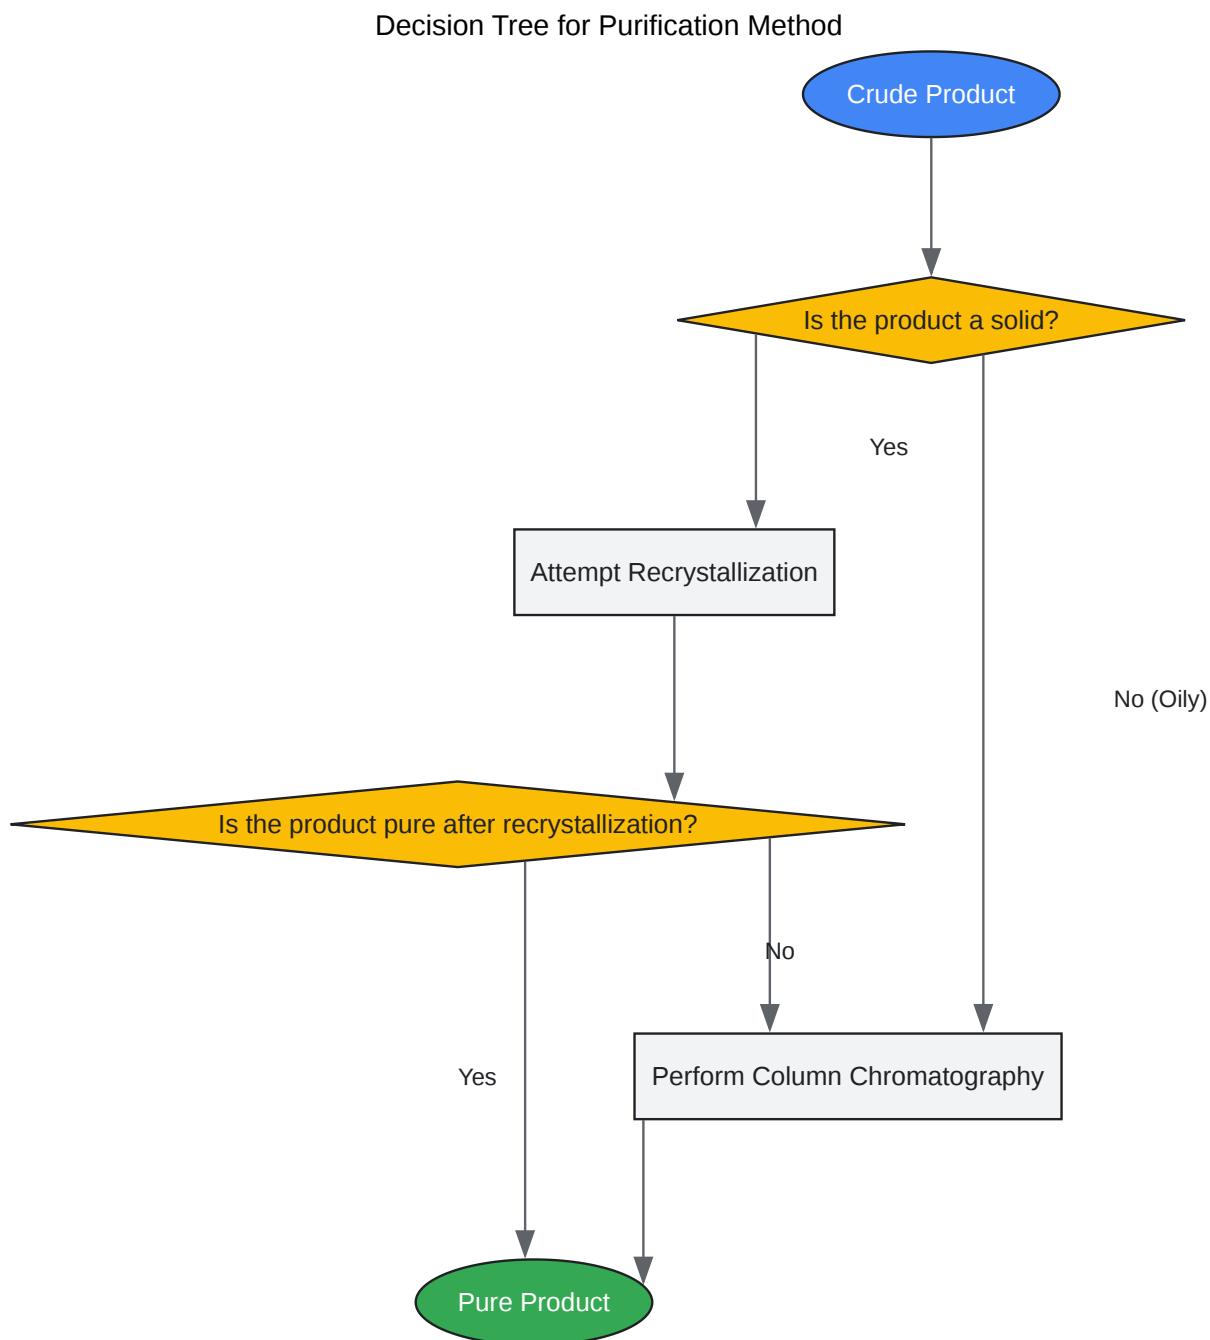 Decision Tree for Purification Method
Crude Product
Is the product a solid?
Yes
Attempt Recrystallization
No (Oily)
Is the product pure after recrystallization?
No
Yes
Perform Column Chromatography
Pure Product